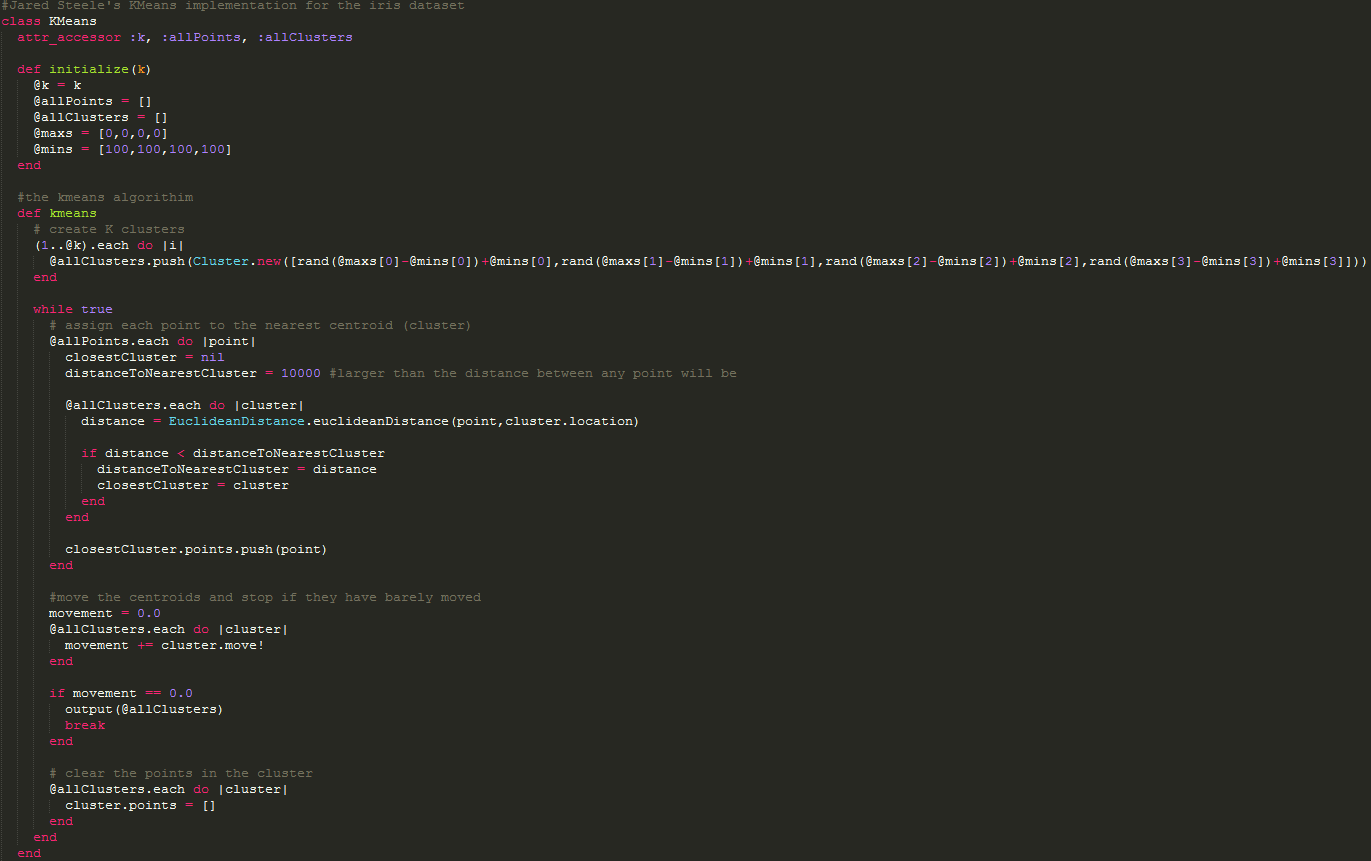 #Jared Steele's KMeans implementation for the iris dataset
class KMeans
  attr_accessor :k, :allPoints, :allClusters

  def initialize(k)
    @k = k
    @allPoints = []
    @allClusters = []
    @maxs = [0,0,0,0]
    @mins = [100,100,100,100]
  end

  #the kmeans algorithim
  def kmeans
    # create K clusters
    (1..@k).each do |i|
      @allClusters.push(Cluster.new([rand(@maxs[0]-@mins[0])+@mins[0],rand(@maxs[1]-@mins[1])+@mins[1],rand(@maxs[2]-@mins[2])+@mins[2],rand(@maxs[3]-@mins[3])+@mins[3]]))
    end

    while true
      # assign each point to the nearest centroid (cluster)
      @allPoints.each do |point|
        closestCluster = nil
        distanceToNearestCluster = 10000 #larger than the distance between any point will be

        @allClusters.each do |cluster|
          distance = EuclideanDistance.euclideanDistance(point,cluster.location)

          if distance < distanceToNearestCluster
            distanceToNearestCluster = distance
            closestCluster = cluster
          end
        end

        closestCluster.points.push(point)
      end

      #move the centroids and stop if they have barely moved
      movement = 0.0
      @allClusters.each do |cluster|
        movement += cluster.move!
      end

      if movement == 0.0
        output(@allClusters)
        break
      end

      # clear the points in the cluster
      @allClusters.each do |cluster|
        cluster.points = []
      end
    end
  end